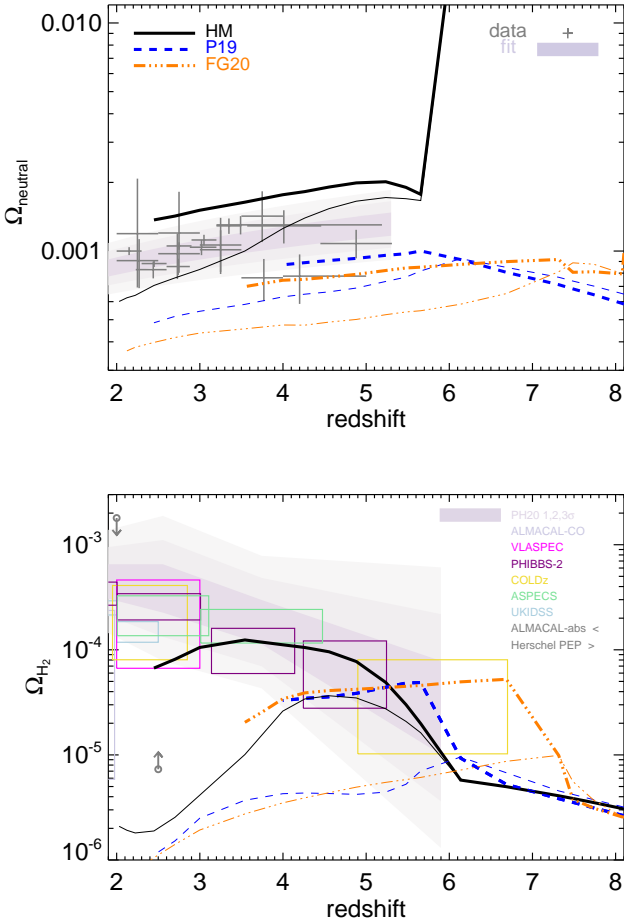 0.010
HM
P19
FG20
data
fit
Ωneutral
0.001
2 3 4 5 6 7 8
redshift
10-3
10-4
10-5
10-6
ΩH2
PH20 1,2,3σ
ALMACAL-CO
VLASPEC
PHIBBS-2
COLDz
ASPECS
UKIDSS
ALMACAL-abs <
Herschel PEP >
2 3 4 5 6 7 8
redshift